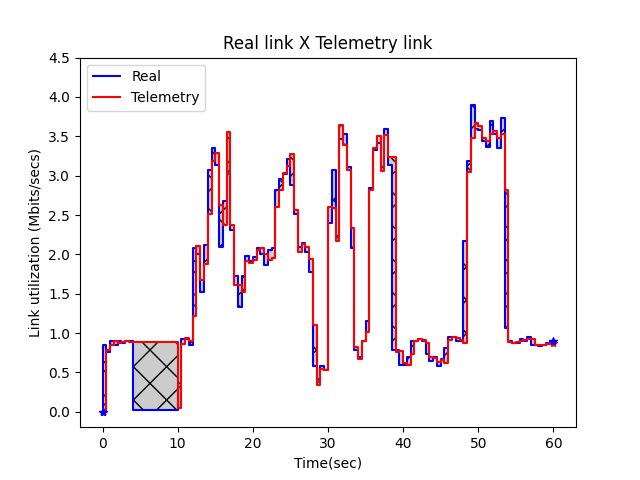 Real link X Telemetry link
Real
Telemetry
Link utilization (Mbits/secs)
4.5
4.0
3.5
3.0
2.5
2.0
1.5
1.0
0.5
0.0
0 10 20 30 40 50 60
Time(sec)